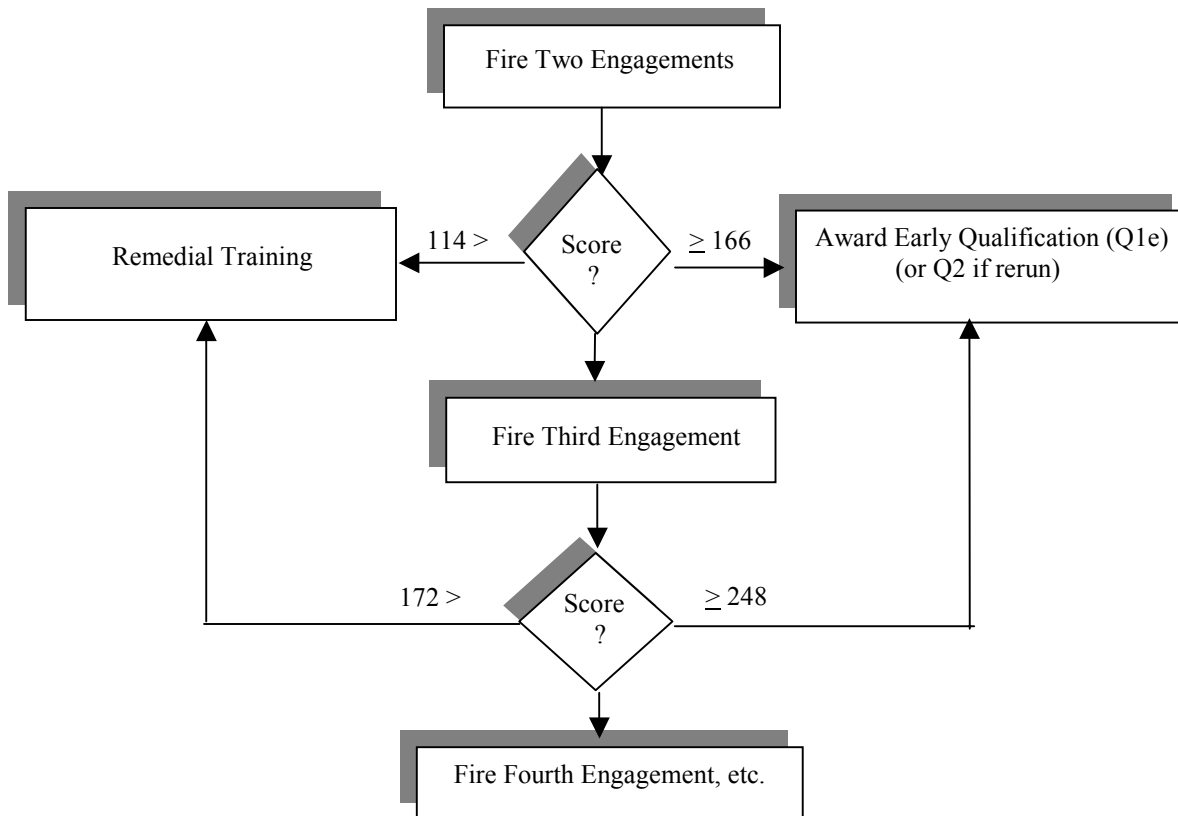 Fire Two Engagements
Remedial Training
114 >
Score
?
≥ 166
Award Early Qualification (Q1e)
(or Q2 if rerun)
Fire Third Engagement
172 >
Score
?
≥ 248
Fire Fourth Engagement, etc.